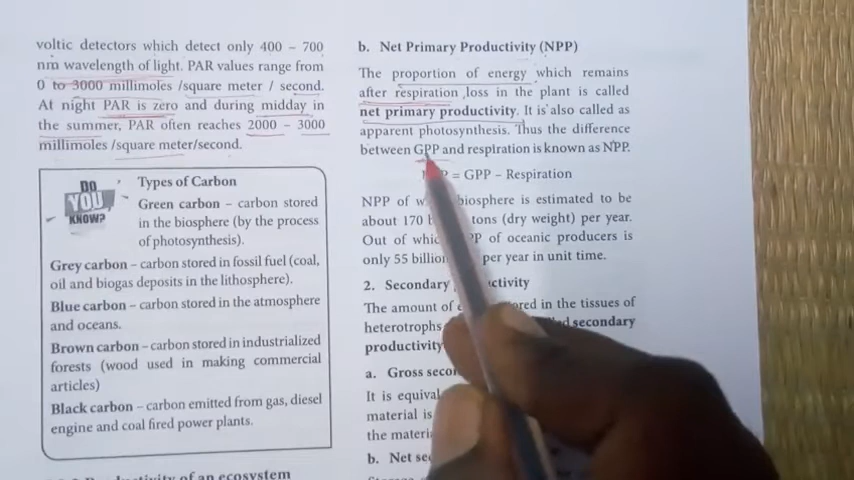 voltic detectors which detect only 400 – 700
nm wavelength of light. PAR values range from
0 to 3000 millimoles /square meter / second.
At night PAR is zero and during midday in
the summer, PAR often reaches 2000 – 3000
millimoles /square meter/second.
DO
YOU
KNOW?
Types of Carbon
Green carbon – carbon stored
in the biosphere (by the process
of photosynthesis).
Grey carbon – carbon stored in fossil fuel (coal,
oil and biogas deposits in the lithosphere).
Blue carbon – carbon stored in the atmosphere
and oceans.
Brown carbon – carbon stored in industrialized
forests (wood used in making commercial
articles)
Black carbon – carbon emitted from gas, diesel
engine and coal fired power plants.
of an ecosystem
b. Net Primary Productivity (NPP)
The proportion of energy which remains
after respiration loss in the plant is called
net primary productivity. It is also called as
apparent photosynthesis. Thus the difference
between GPP and respiration is known as NPP.
= GPP – Respiration
NPP of biosphere is estimated to be
about 170 tons (dry weight) per year.
Out of of oceanic producers is
only 55 billion per year in unit time.
2. Secondary
The amount of in the tissues of
heterotrophs secondary
productivity
a. Gross
It is
material is
the
b. Net